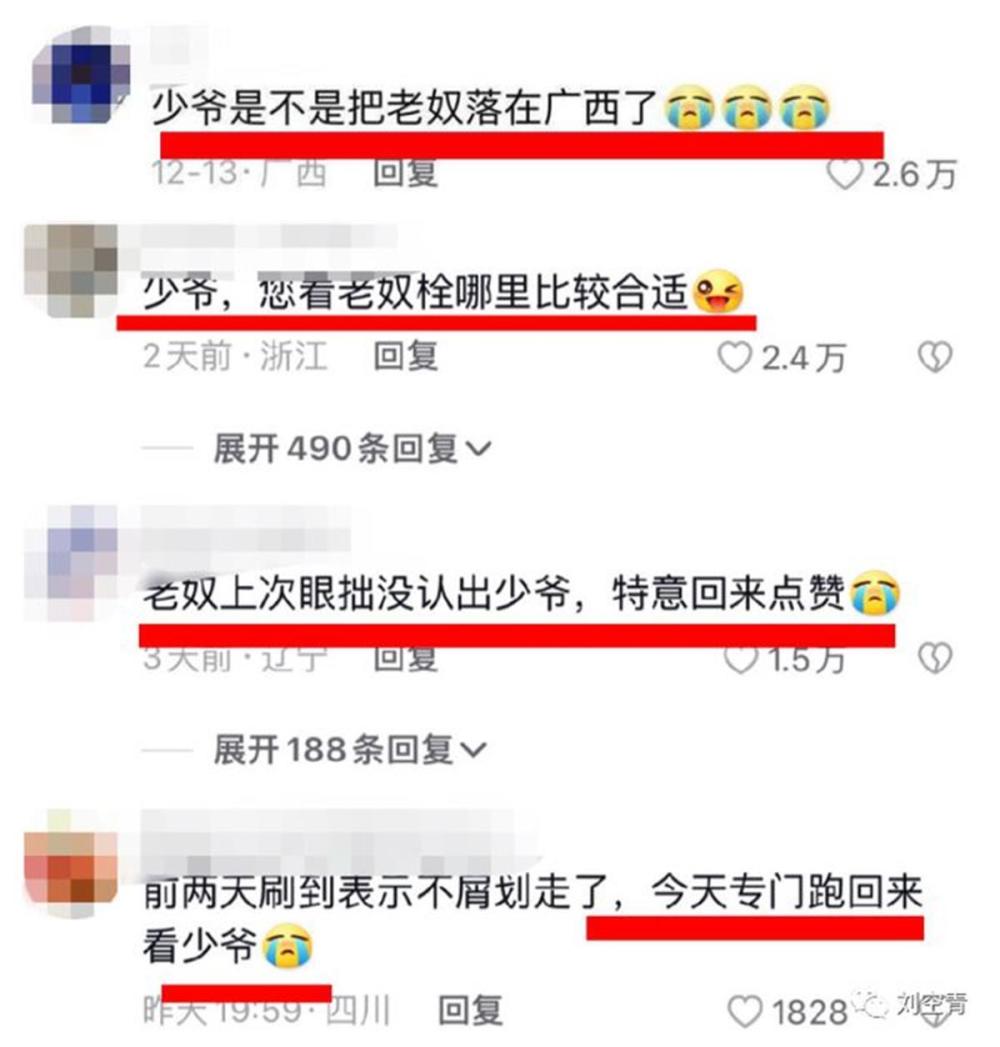 少爷是不是把老奴落在广西了😭😭😭
12-13·广西 回复 2.6万
少爷，您看老奴栓哪里比较合适😜
2天前·浙江 回复 2.4万
展开490条回复
老奴上次眼拙没认出少爷，特意回来点赞😭
3天前·辽宁 回复 1.5万
展开188条回复
前两天刷到表示不屑划走了，今天专门跑回来
看少爷😭
昨天19:59·四川 回复 1828
刘空青